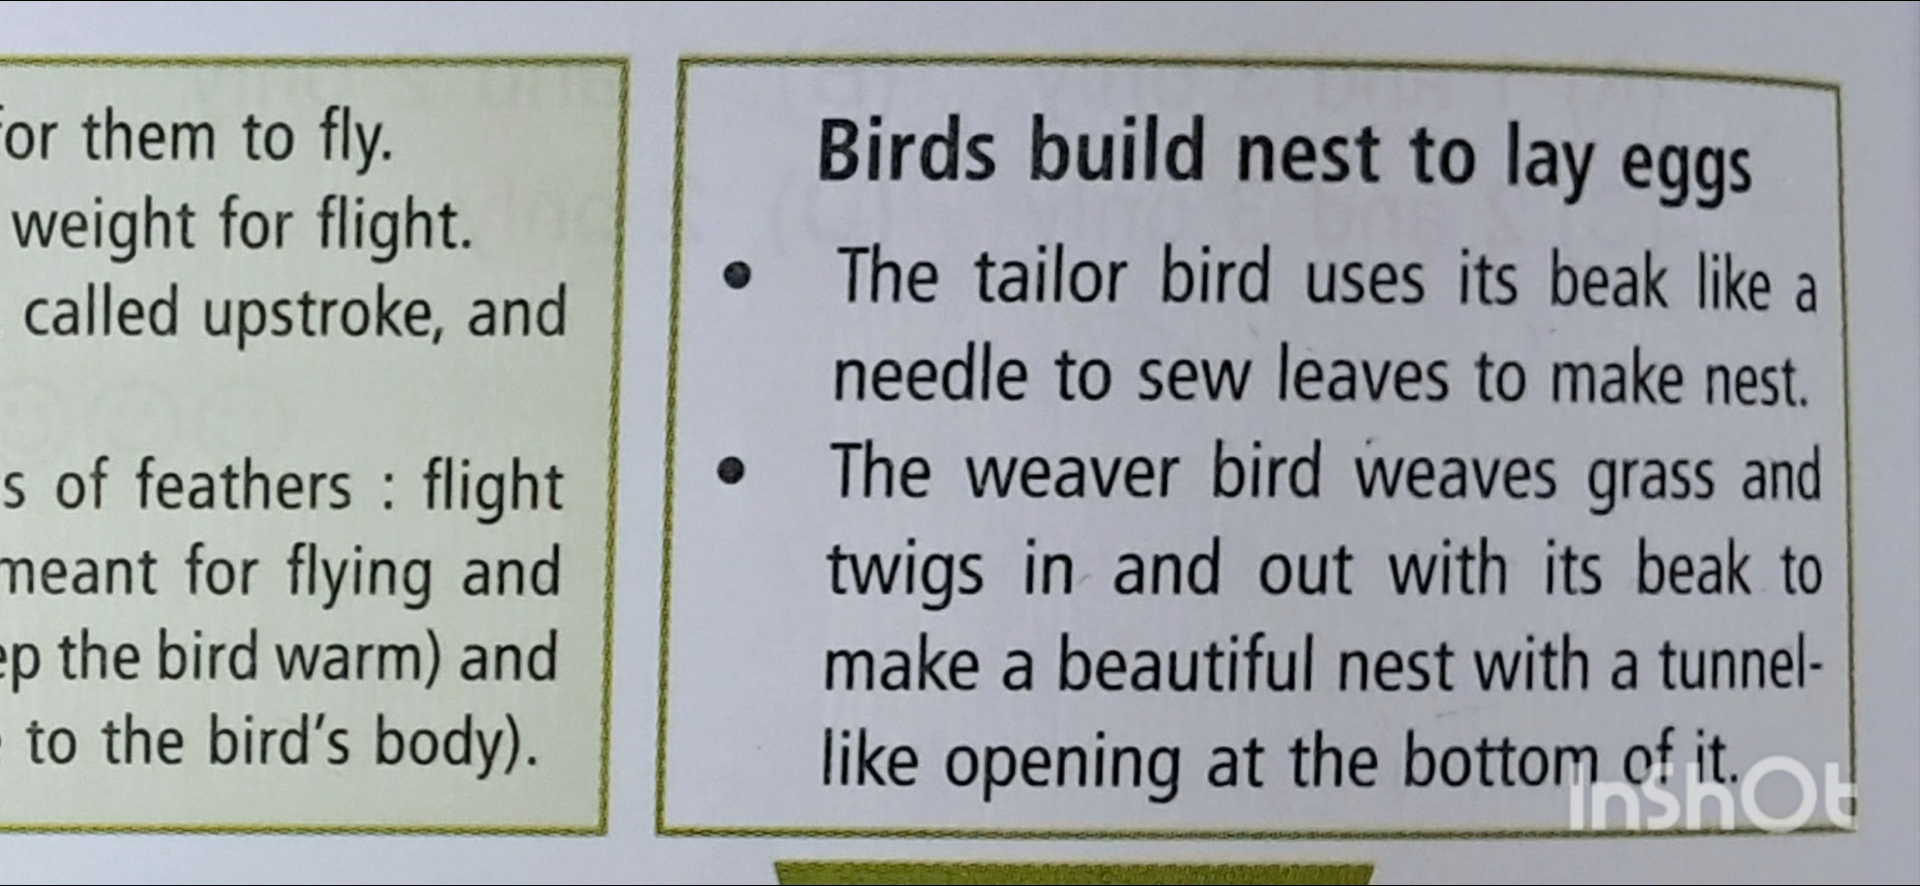 for them to fly.
weight for flight.
called upstroke, and
of feathers : flight
meant for flying and
the bird warm) and
to the bird's body).
Birds build nest to lay eggs
• The tailor bird uses its beak like a
needle to sew leaves to make nest.
• The weaver bird weaves grass and
twigs in and out with its beak to
make a beautiful nest with a tunnel-
like opening at the bottom of it.
InShOt